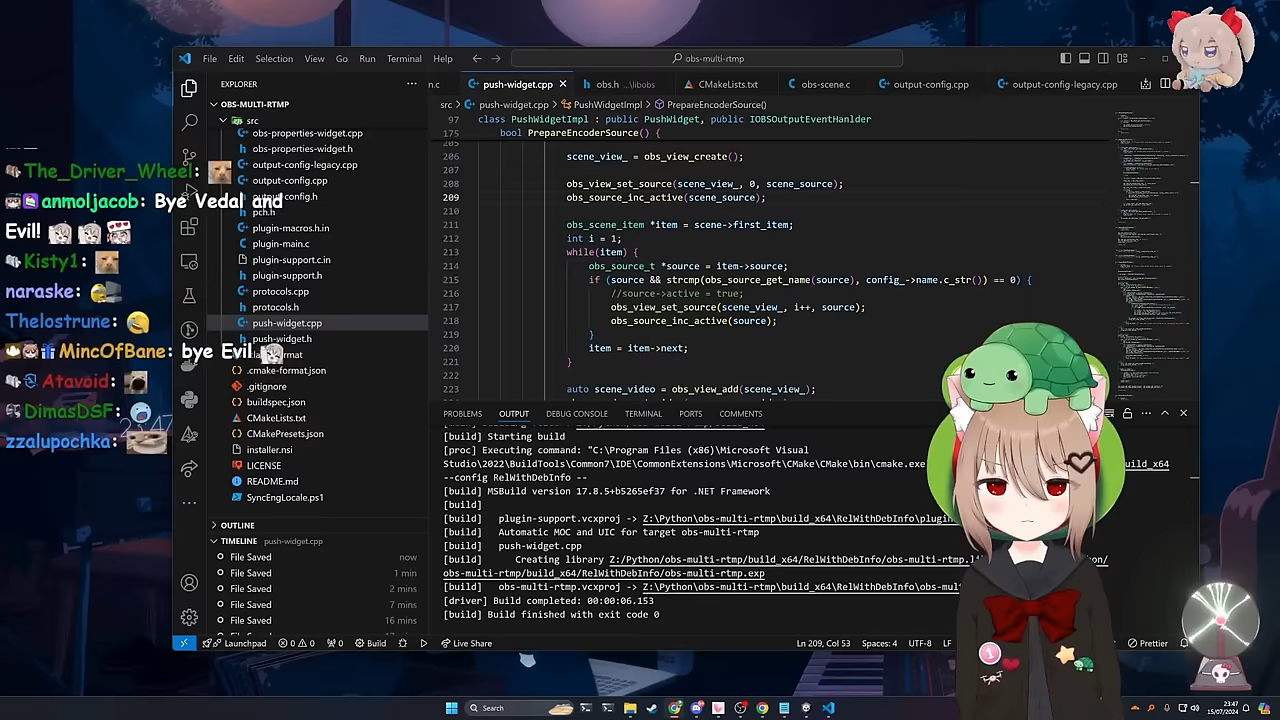 File Edit Selection View Go Run Terminal Help
obs-multi-rtmp
EXPLORER
OBS-MULTI-RTMP
src
obs-properties-widget.cpp
obs-properties-widget.h
output-config-legacy.cpp
plugin-macros.h.in
plugin-main.c
plugin-support.c.in
plugin-support.h
protocols.cpp
protocols.h
push-widget.cpp
push-widget.h
.cmake-format.json
.gitignore
buildspec.json
CMakeLists.txt
CMakePresets.json
installer.nsi
LICENSE
README.md
SyncEngLocale.ps1
OUTLINE
TIMELINE push-widget.cpp
File Saved now
File Saved 1 min
File Saved 2 mins
File Saved 7 mins
File Saved 16 mins
The_Driver_Wheel:
anmoljacob: Bye Vedal and
Evil!
Kisty1:
naraske:
Thelostrune:
MincOfBane: bye Evil
Atavoid:
DimasDSF:
zzalupochka:
n.c push-widget.cpp obs.h ...\libobs CMakeLists.txt obs-scene.c output-config.cpp output-config-legacy.cpp
src > push-widget.cpp > PushWidgetImpl > PrepareEncoderSource()
97 class PushWidgetImpl : public PushWidget, public IOBSOutputEventHanlder
175 bool PrepareEncoderSource() {
205
206 scene_view_ = obs_view_create();
207
208 obs_view_set_source(scene_view_, 0, scene_source);
210
211 obs_scene_item *item = scene->first_item;
212 int i = 1;
213 while(item) {
214 obs_source_t *source = item->source;
215 if (source && strcmp(obs_source_get_name(source), config_->name.c_str()) == 0) {
216 //source->active = true;
217 obs_view_set_source(scene_view_, i++, source);
218 obs_source_inc_active(source);
219 }
220 item = item->next;
221 }
222
223 auto scene_video = obs_view_add(scene_view_);
PROBLEMS OUTPUT DEBUG CONSOLE TERMINAL PORTS COMMENTS
[build] Starting build
[proc] Executing command: "C:\Program Files (x86)\Microsoft Visual
Studio\2022\BuildTools\Common7\IDE\CommonExtensions\Microsoft\CMake\CMake\bin\cmake.exe
--config RelWithDebInfo --
[build] MSBuild version 17.8.5+b5265ef37 for .NET Framework
[build]
[build] plugin-support.vcxproj -> Z:\Python\obs-multi-rtmp\build_x64\RelWithDebInfo\plugin
[build] Automatic MOC and UIC for target obs-multi-rtmp
[build] push-widget.cpp
[build] Creating library Z:/Python/obs-multi-rtmp/build_x64/RelWithDebInfo/obs-multi-rtmp.l
obs-multi-rtmp/build_x64/RelWithDebInfo/obs-multi-rtmp.exp
[build] obs-multi-rtmp.vcxproj -> Z:\Python\obs-multi-rtmp\build_x64\RelWithDebInfo\obs-mult
[driver] Build completed: 00:00:06.153
[build] Build finished with exit code 0
Launchpad 0 0 0 Build Live Share Ln 209, Col 53 Spaces: 4 UTF-8 LF Prettier
Search
23:47
15/07/2024